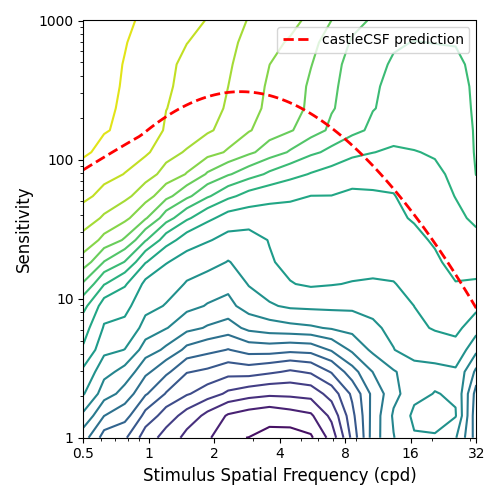 1000
castleCSF prediction
100
Sensitivity
10
1
0.5 1 2 4 8 16 32
Stimulus Spatial Frequency (cpd)